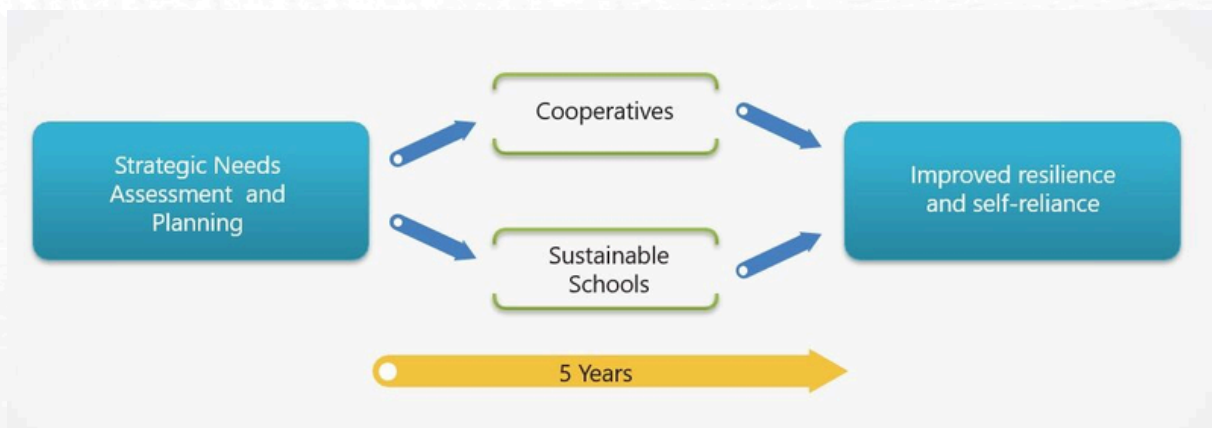 Strategic Needs
Assessment and
Planning
Cooperatives
Sustainable
Schools
Improved resilience
and self-reliance
5 Years